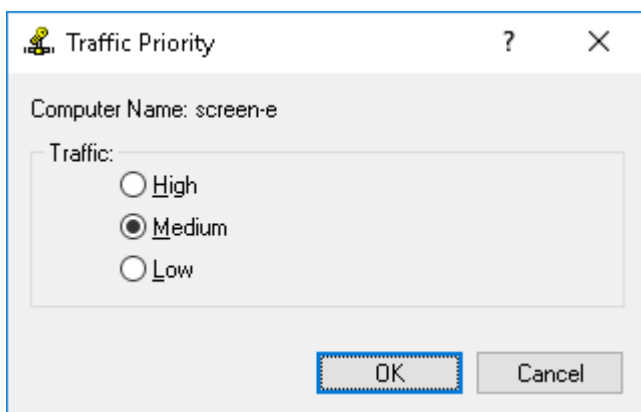 Traffic Priority
Computer Name: screen-e
Traffic:
High
Medium
Low
OK Cancel